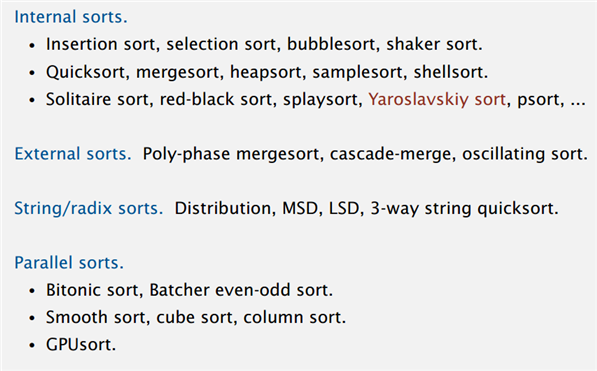 Internal sorts.
• Insertion sort, selection sort, bubblesort, shaker sort.
• Quicksort, mergesort, heapsort, samplesort, shellsort.
• Solitaire sort, red-black sort, splaysort, Yaroslavskiy sort, psort, ...
External sorts. Poly-phase mergesort, cascade-merge, oscillating sort.
String/radix sorts. Distribution, MSD, LSD, 3-way string quicksort.
Parallel sorts.
• Bitonic sort, Batcher even-odd sort.
• Smooth sort, cube sort, column sort.
• GPUsort.